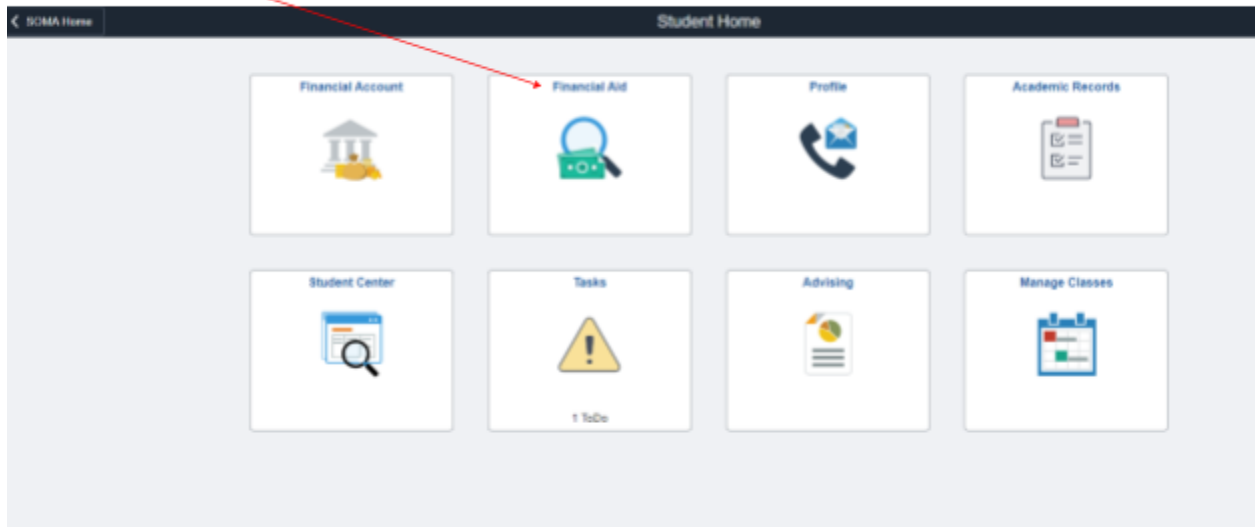 SOMA Home
Student Home
Financial Account
Financial Aid
Profile
Academic Records
Student Center
Tasks
Advising
Manage Classes
1 ToDo